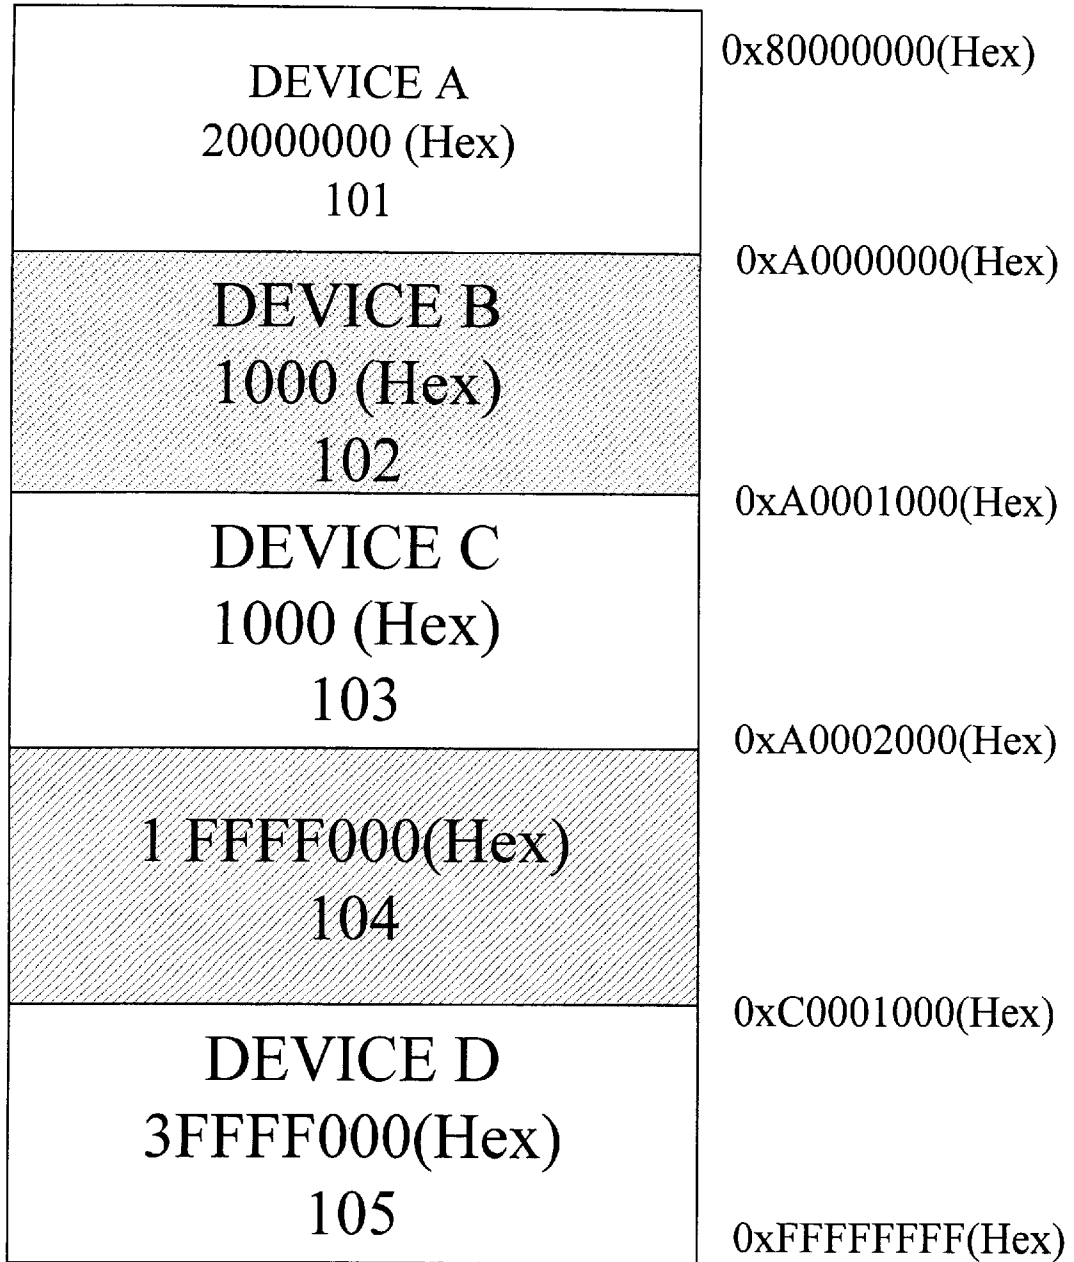 DEVICE A
20000000 (Hex)
101
0x80000000(Hex)
DEVICE B
1000 (Hex)
102
0xA0000000(Hex)
DEVICE C
1000 (Hex)
103
0xA0001000(Hex)
1 FFFF000(Hex)
104
0xA0002000(Hex)
DEVICE D
3FFFF000(Hex)
105
0xC0001000(Hex)
0xFFFFFFFF(Hex)